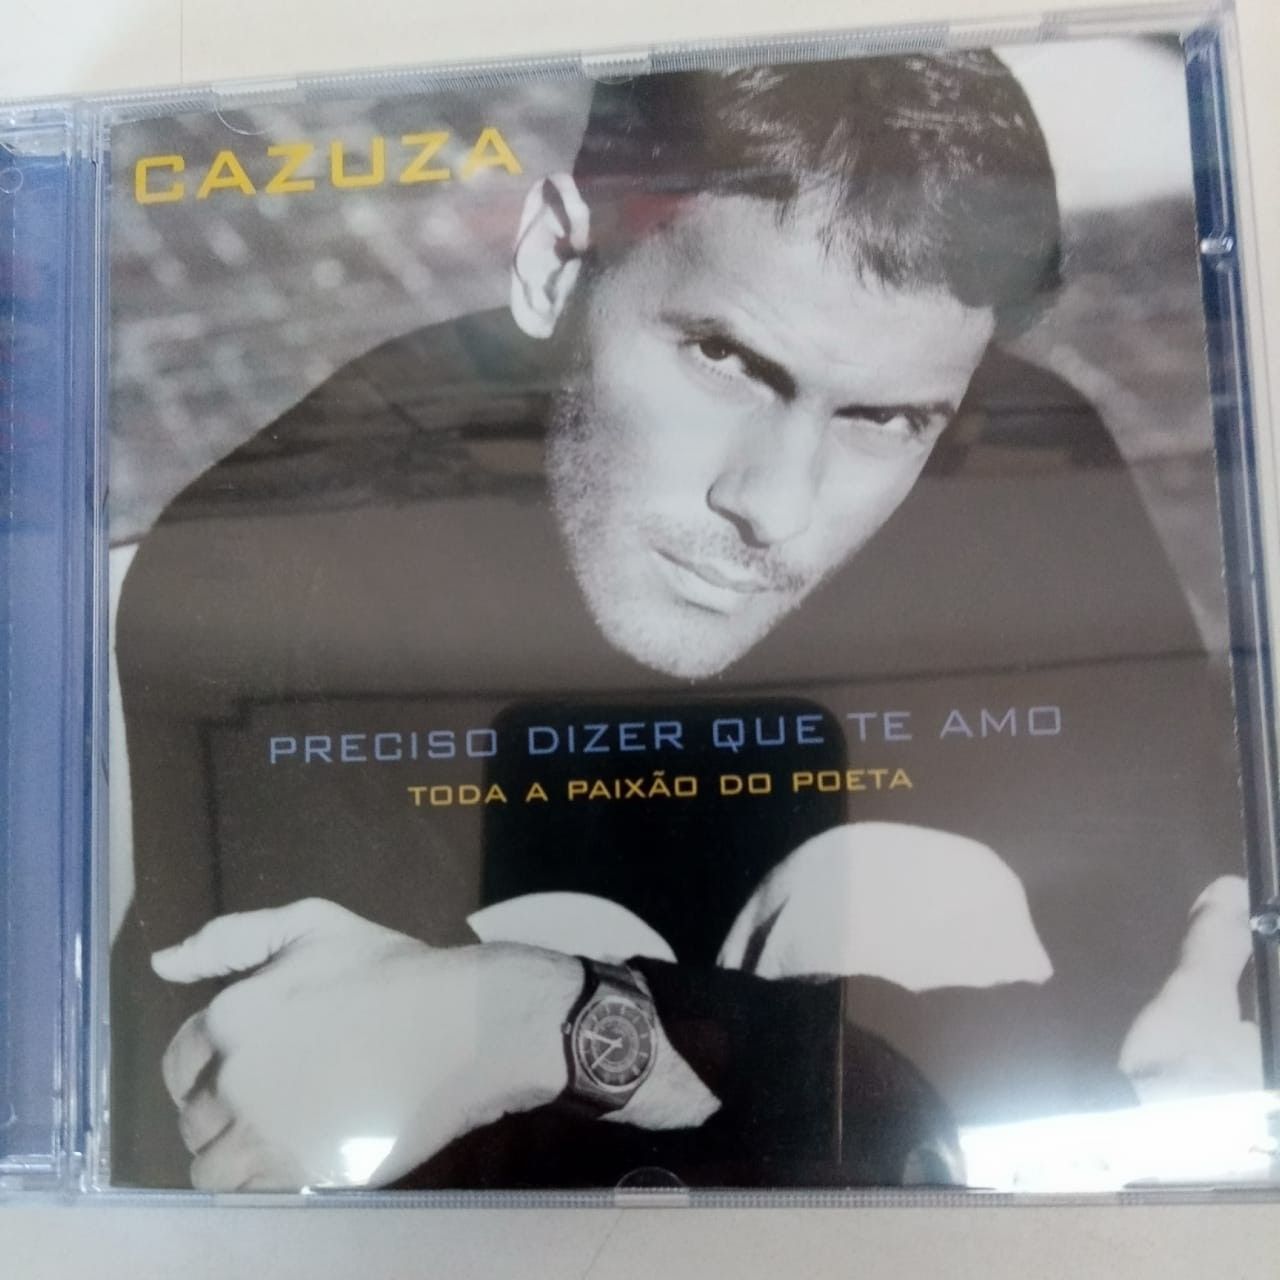 CAZUZA
PRECISO DIZER QUE TE AMO
TODA A PAIXÃO DO POETA